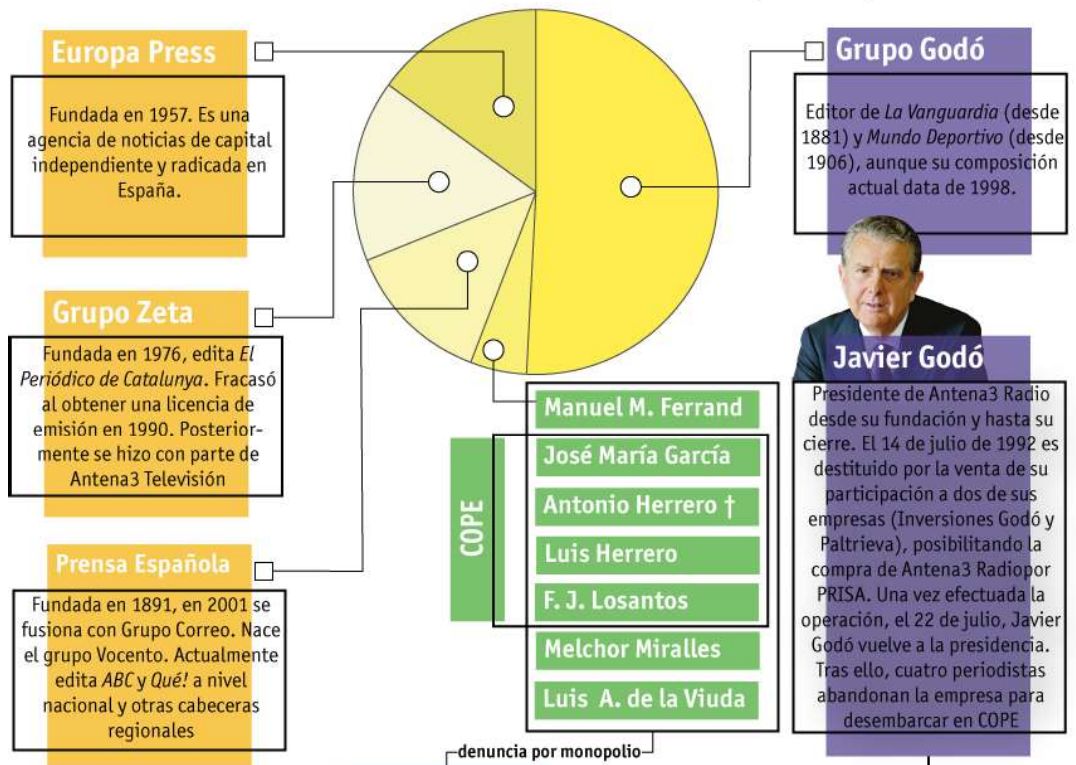 Europa Press
Fundada en 1957. Es una
agencia de noticias de capital
independiente y radicada en
España.
Grupo Zeta
Fundada en 1976, edita El
Periódico de Catalunya. Fracasó
al obtener una licencia de
emisión en 1990. Posterior-
mente se hizo con parte de
Antena3 Televisión
Prensa Española
Fundada en 1891, en 2001 se
fusiona con Grupo Correo. Nace
el grupo Vocento. Actualmente
edita ABC y Qué! a nivel
nacional y otras cabeceras
regionales
COPE
Manuel M. Ferrand
José María García
Antonio Herrero †
Luis Herrero
F. J. Losantos
Melchor Miralles
Luis A. de la Viuda
denuncia por monopolio
Grupo Godó
Editor de La Vanguardia (desde
1881) y Mundo Deportivo (desde
1906), aunque su composición
actual data de 1998.
Javier Godó
Presidente de Antena3 Radio
desde su fundación y hasta su
cierre. El 14 de julio de 1992 es
destituido por la venta de su
participación a dos de sus
empresas (Inversiones Godó y
Paltrieva), posibilitando la
compra de Antena3 Radiopor
PRISA. Una vez efectuada la
operación, el 22 de julio, Javier
Godó vuelve a la presidencia.
Tras ello, cuatro periodistas
abandonan la empresa para
desembarcar en COPE